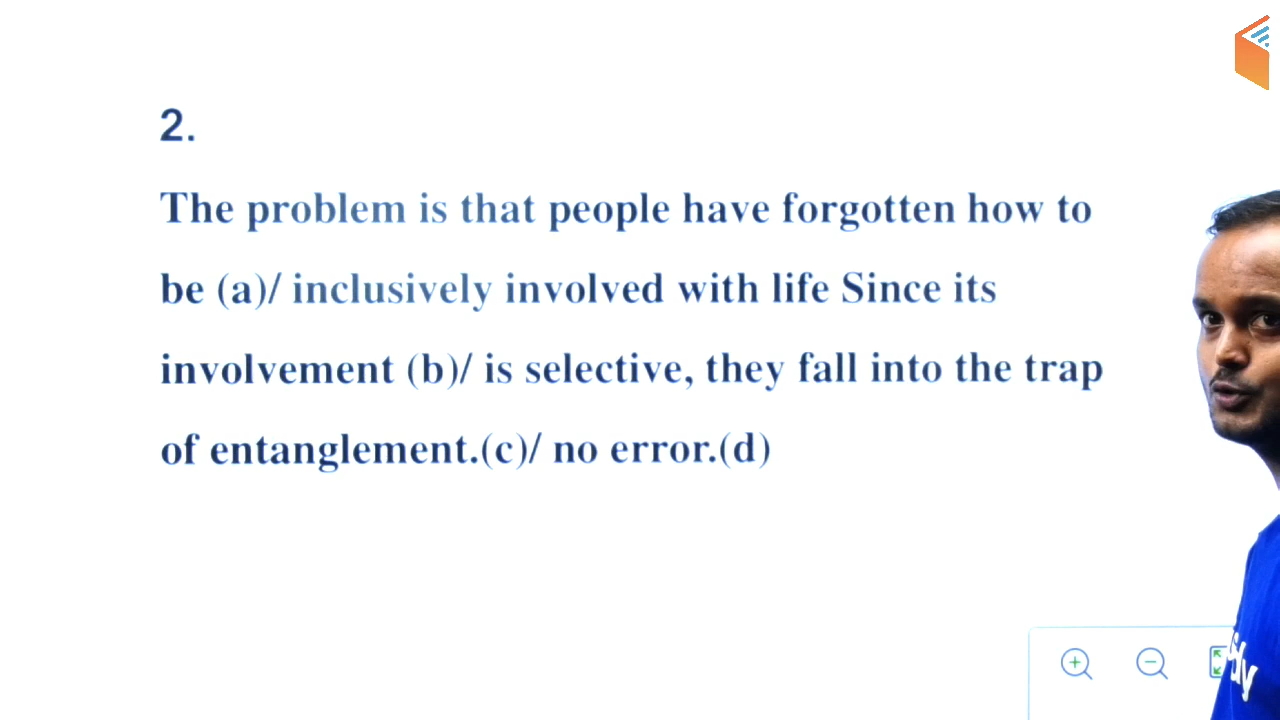 2.
The problem is that people have forgotten how to
be (a)/ inclusively involved with life Since its
involvement (b)/ is selective, they fall into the trap
of entanglement.(c)/ no error.(d)